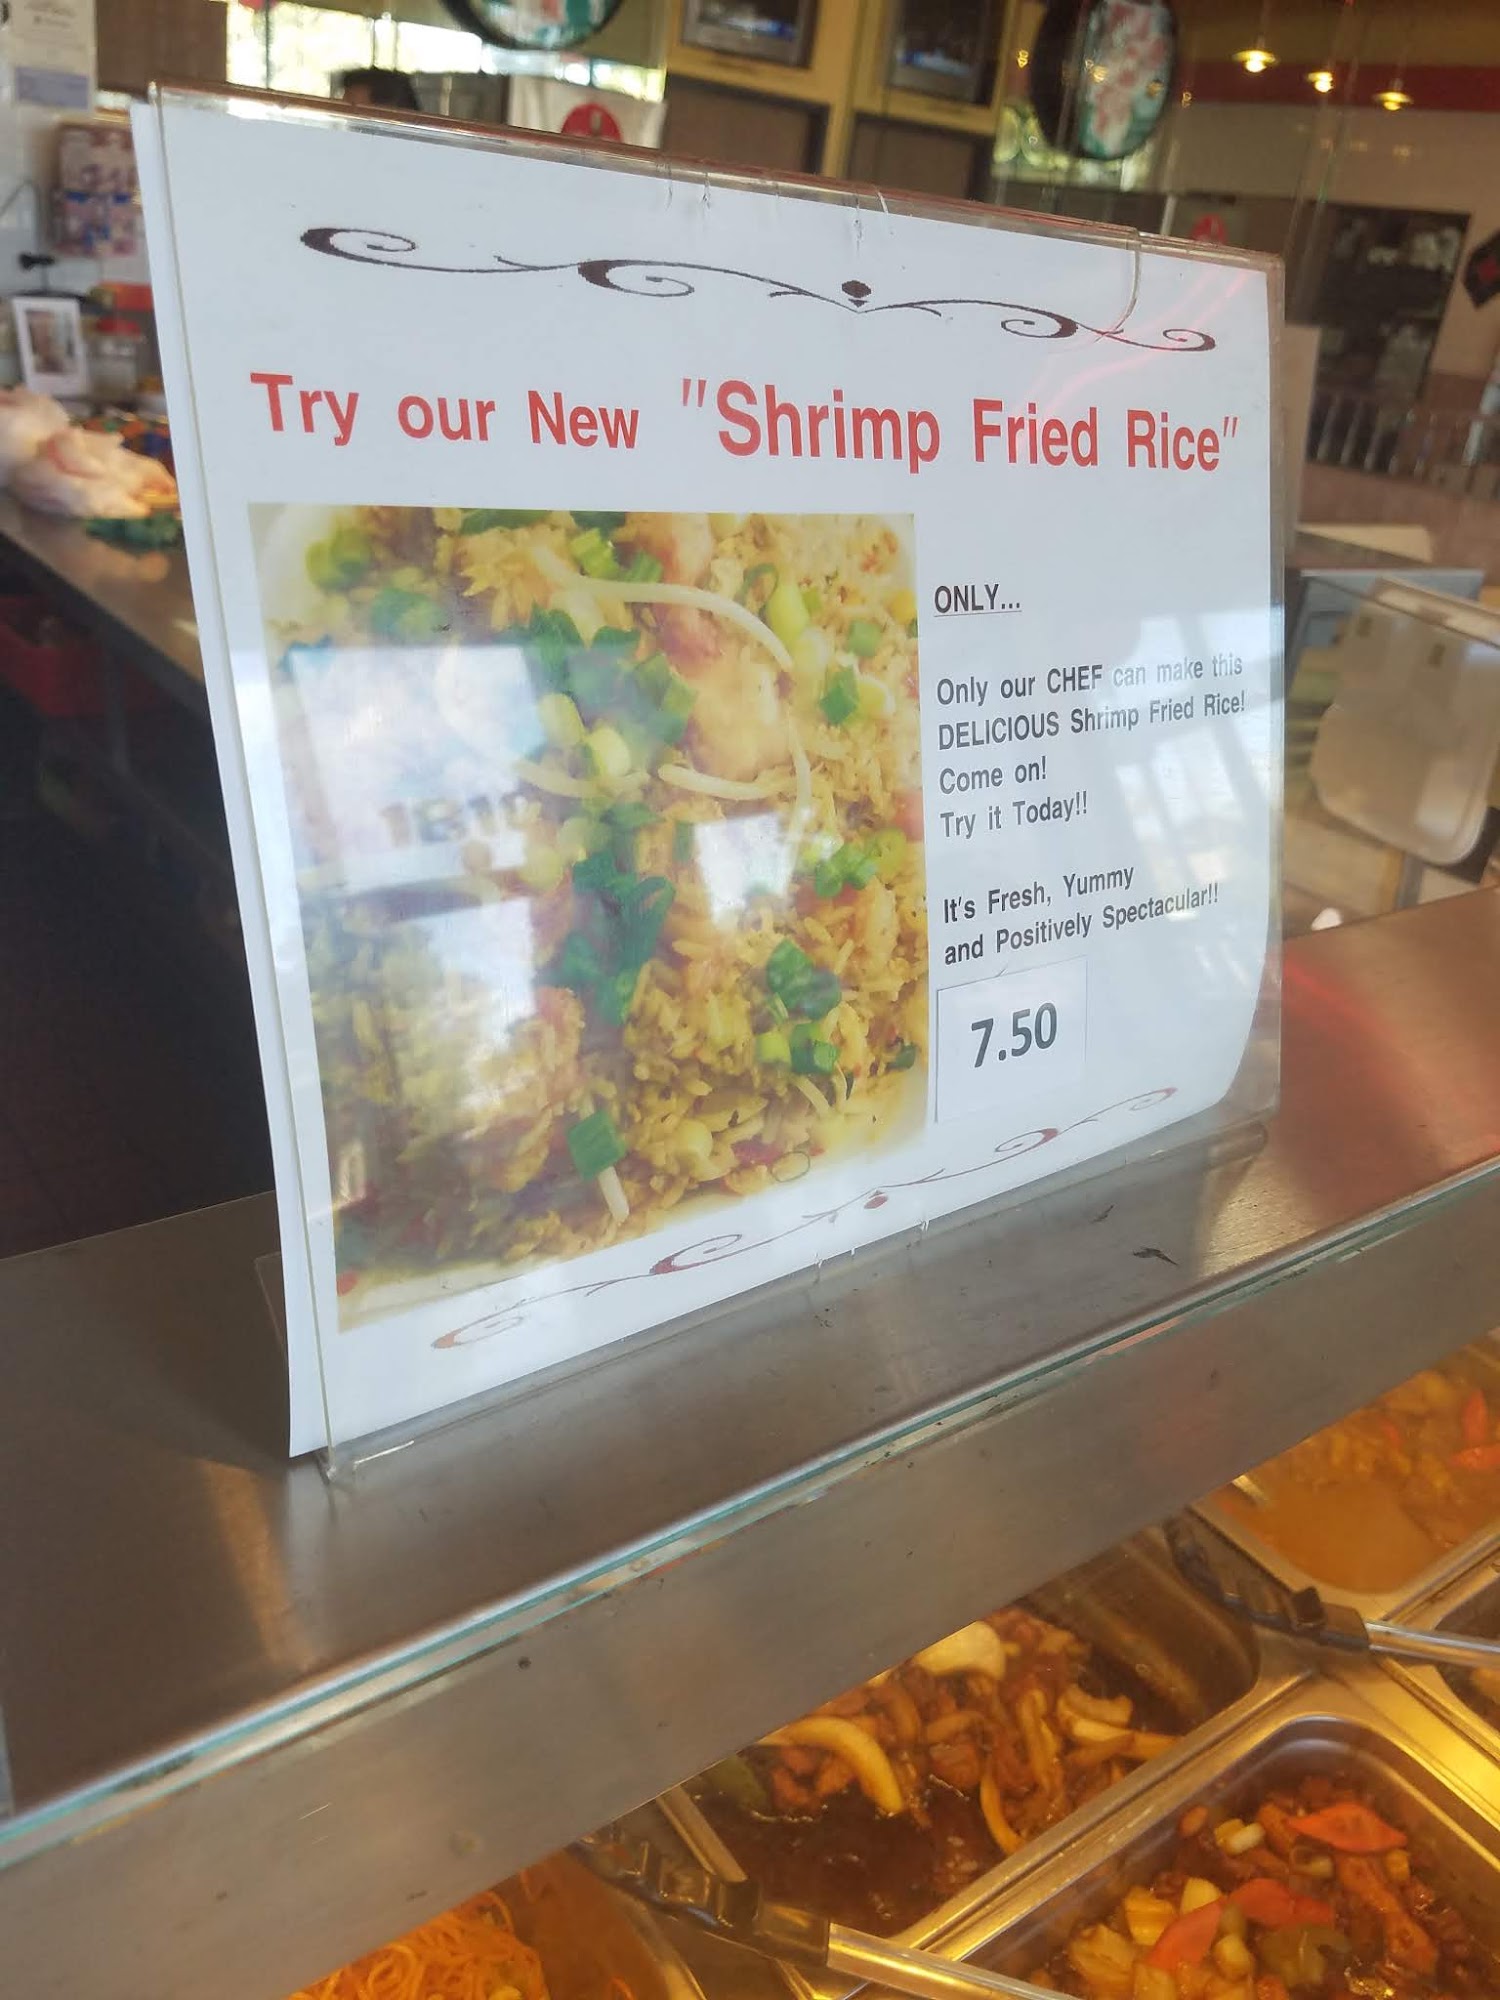 Try our New "Shrimp Fried Rice"
ONLY...
Only our CHEF can make this
DELICIOUS Shrimp Fried Rice!
Come on!
Try it Today!!
It's Fresh, Yummy
and Positively Spectacular!!
7.50